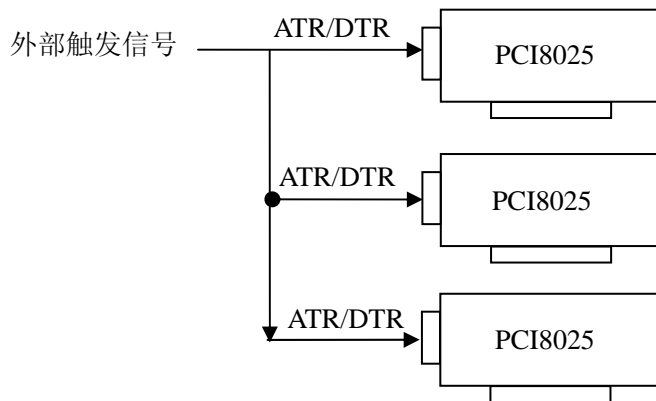 外部触发信号
ATR/DTR
PCI8025
ATR/DTR
PCI8025
ATR/DTR
PCI8025